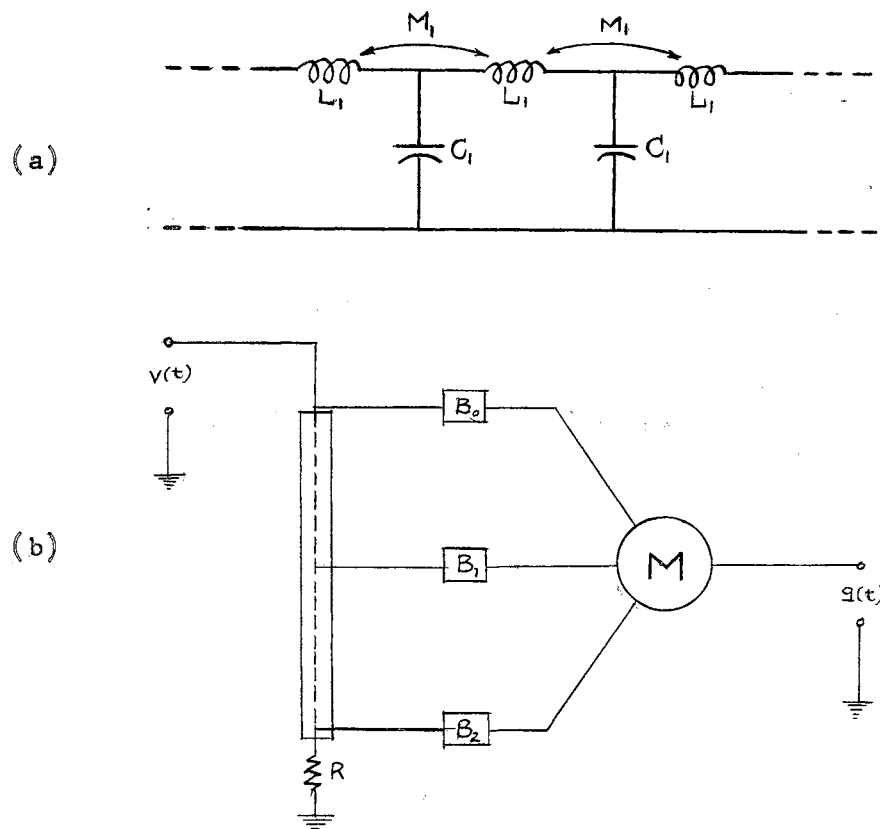 (a)
M₁ M₁
L₁ L₁ L₁
C₁ C₁
(b)
V(t)
B₀
B₁
B₂
M
g(t)
R